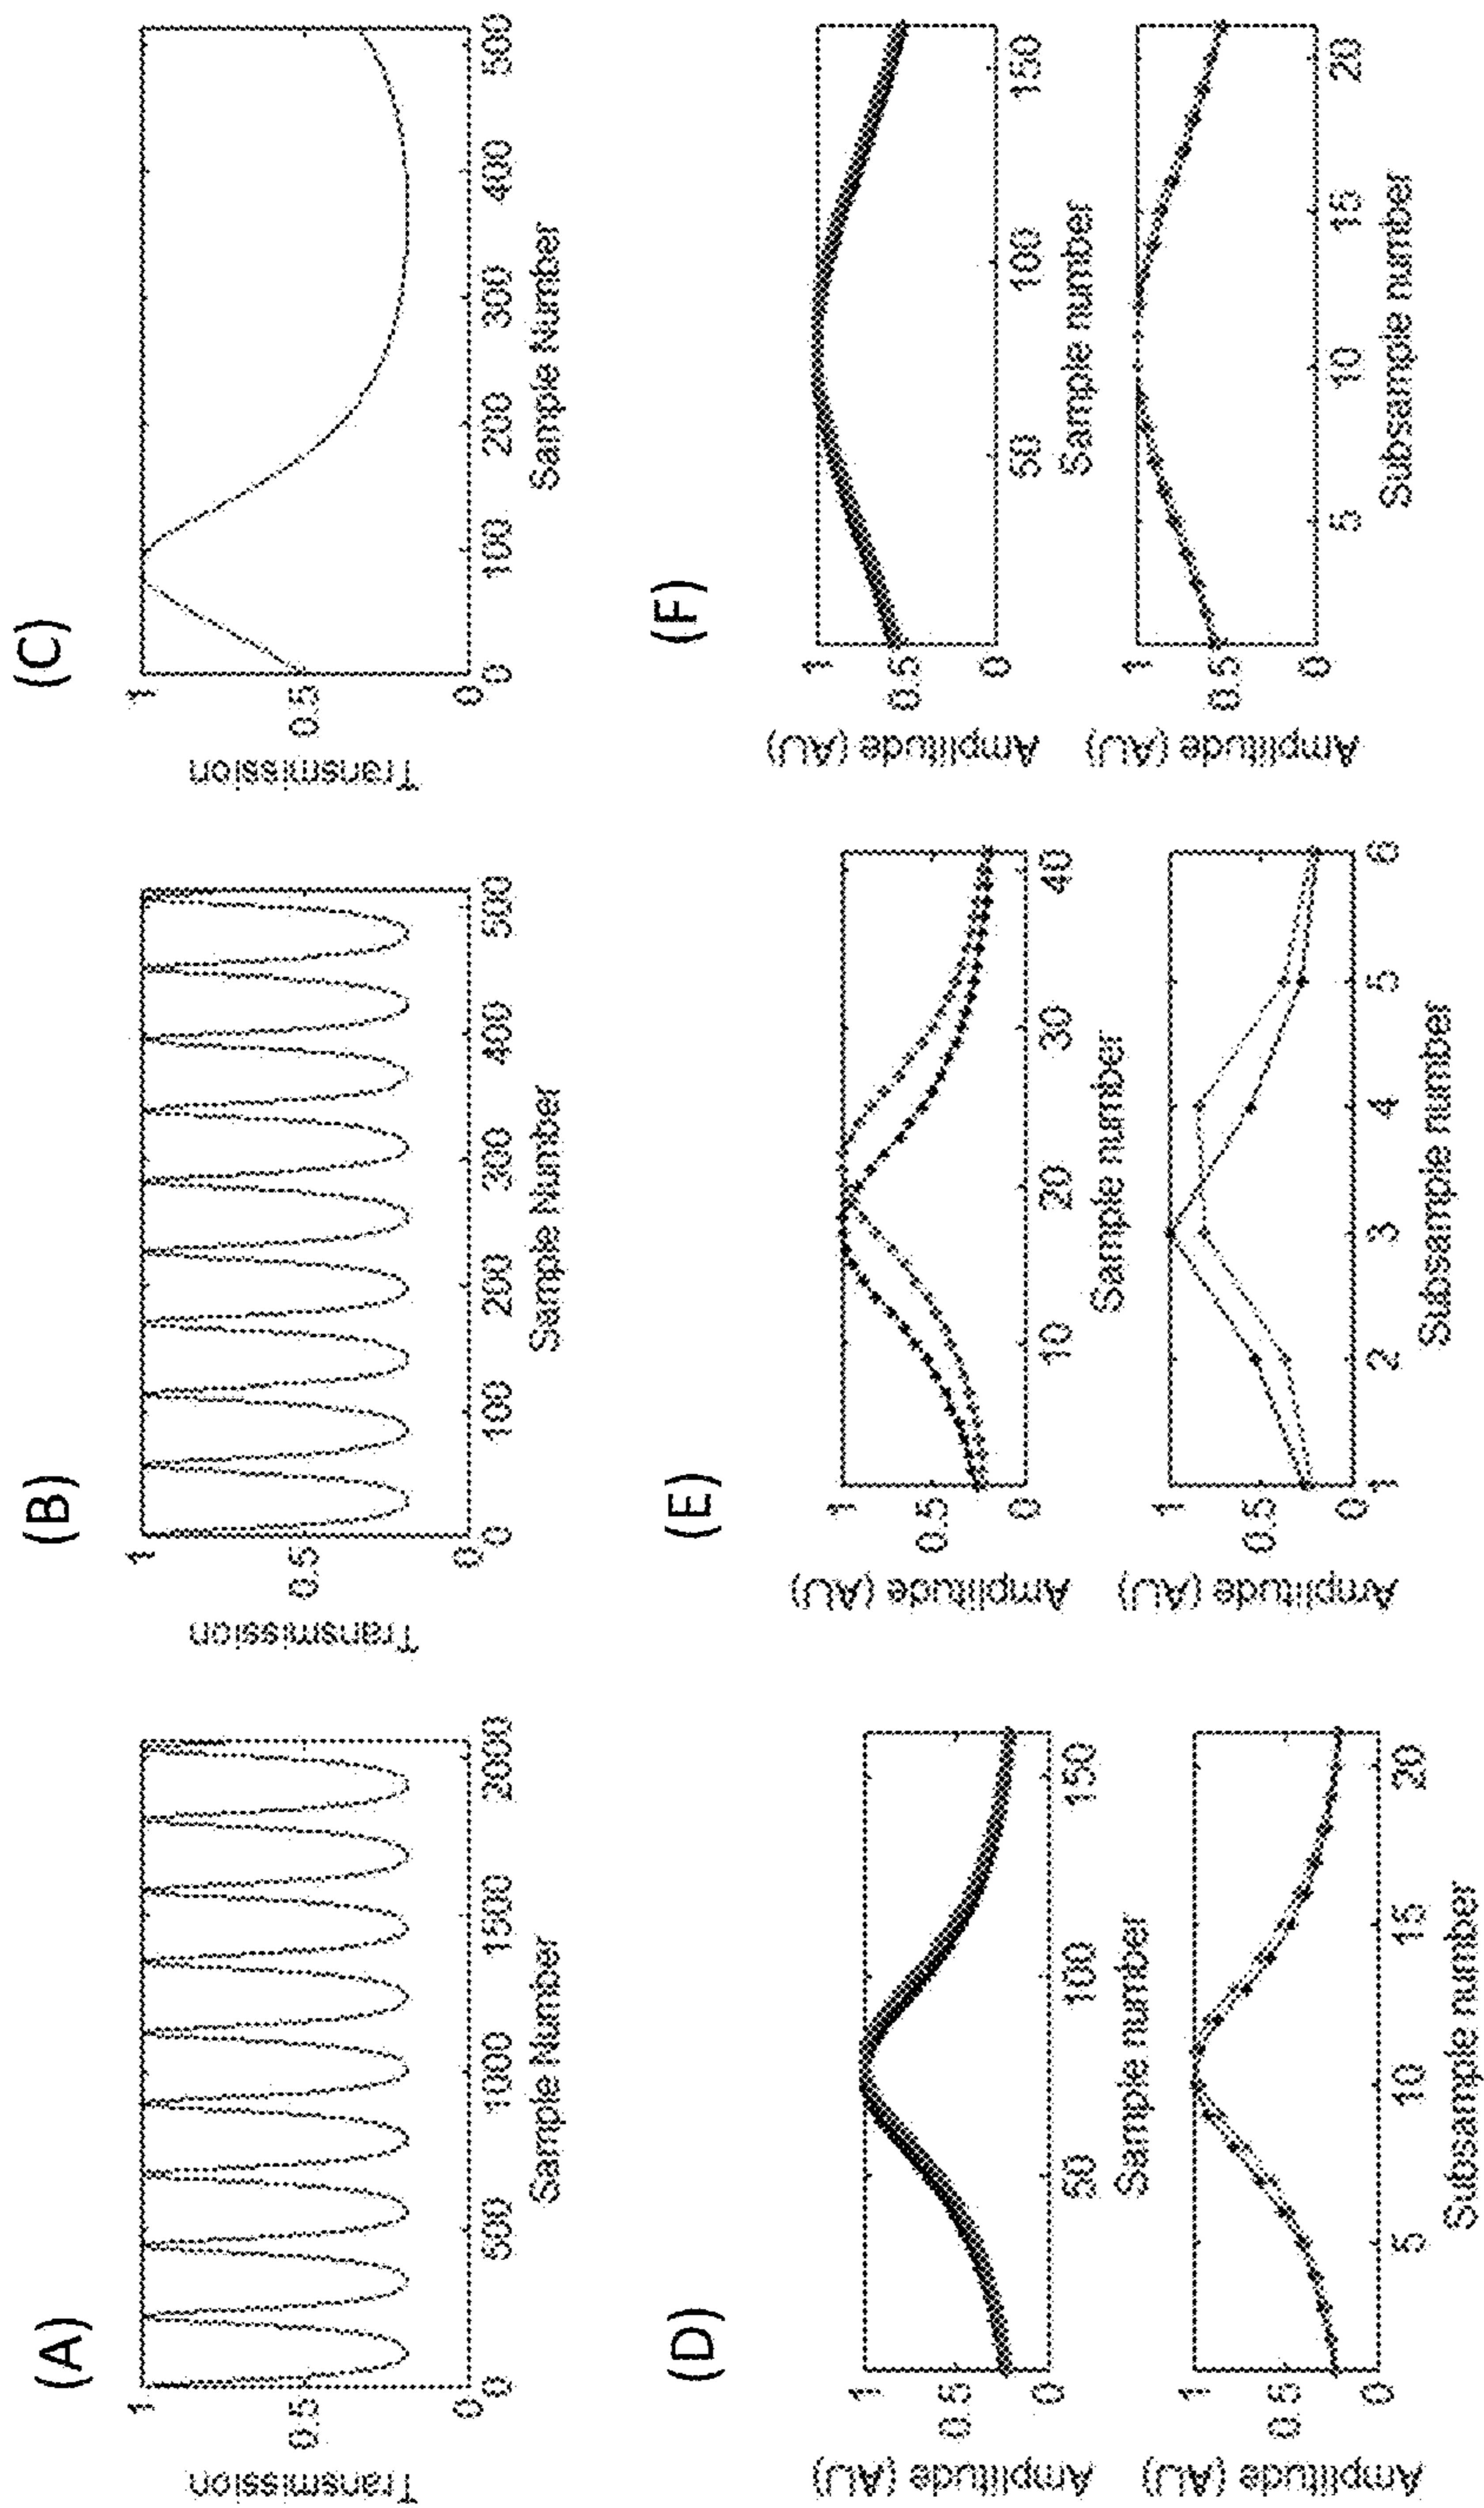 (A)
Transmission
1
0.5
0
0 500 1000 1500 2000
Sample Number
(B)
Transmission
1
0.5
0
0 100 200 300 400 500
Sample Number
(C)
Transmission
1
0.5
0
0 100 200 300 400 500
Sample Number
(D)
Amplitude (AU)
1
0.5
0
50 100 150
Sample number
Amplitude (AU)
1
0.5
0
5 10 15 20
Subsample number
(E)
Amplitude (AU)
1
0.5
0
10 20 30 40
Sample number
Amplitude (AU)
1
0.5
0
1 2 3 4 5 6
Subsample number
(F)
Amplitude (AU)
1
0.5
0
50 100 150
Sample number
Amplitude (AU)
1
0.5
0
5 10 15 20
Subsample number